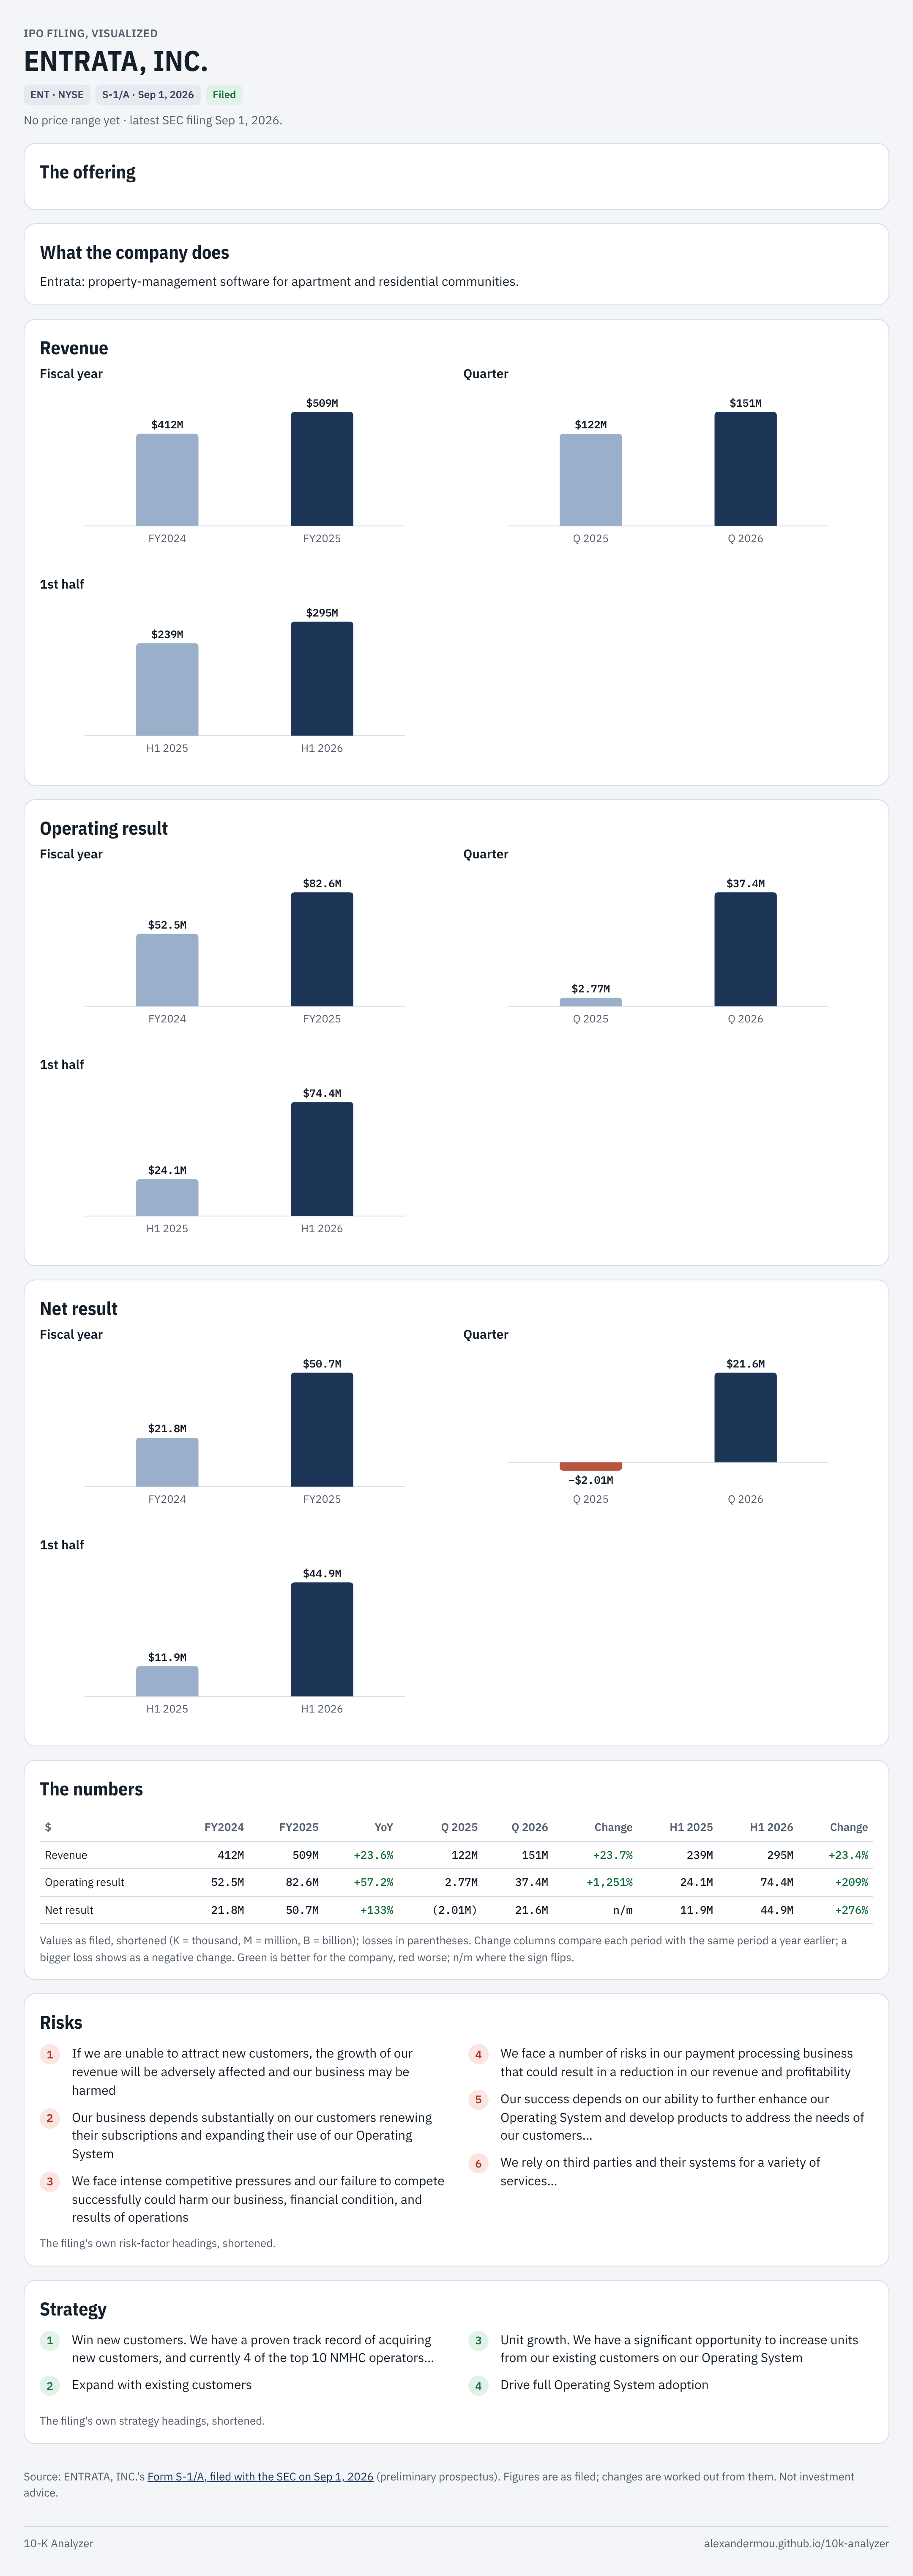 IPO FILING, VISUALIZED
ENTRATA, INC.
ENT · NYSE
S-1/A · Sep 1, 2026
Filed
No price range yet · latest SEC filing Sep 1, 2026.
The offering
What the company does
Entrata: property-management software for apartment and residential communities.
Revenue
Fiscal year
$412M
$509M
FY2024
FY2025
Quarter
$122M
$151M
Q 2025
Q 2026
1st half
$239M
$295M
H1 2025
H1 2026
Operating result
Fiscal year
$52.5M
$82.6M
FY2024
FY2025
Quarter
$2.77M
$37.4M
Q 2025
Q 2026
1st half
$24.1M
$74.4M
H1 2025
H1 2026
Net result
Fiscal year
$21.8M
$50.7M
FY2024
FY2025
Quarter
−$2.01M
$21.6M
Q 2025
Q 2026
1st half
$11.9M
$44.9M
H1 2025
H1 2026
The numbers
$ FY2024 FY2025 YoY Q 2025 Q 2026 Change H1 2025 H1 2026 Change
Revenue 412M 509M +23.6% 122M 151M +23.7% 239M 295M +23.4%
Operating result 52.5M 82.6M +57.2% 2.77M 37.4M +1,251% 24.1M 74.4M +209%
Net result 21.8M 50.7M +133% (2.01M) 21.6M n/m 11.9M 44.9M +276%
Values as filed, shortened (K = thousand, M = million, B = billion); losses in parentheses. Change columns compare each period with the same period a year earlier; a
bigger loss shows as a negative change. Green is better for the company, red worse; n/m where the sign flips.
Risks
1 If we are unable to attract new customers, the growth of our
revenue will be adversely affected and our business may be
harmed
2 Our business depends substantially on our customers renewing
their subscriptions and expanding their use of our Operating
System
3 We face intense competitive pressures and our failure to compete
successfully could harm our business, financial condition, and
results of operations
4 We face a number of risks in our payment processing business
that could result in a reduction in our revenue and profitability
5 Our success depends on our ability to further enhance our
Operating System and develop products to address the needs of
our customers…
6 We rely on third parties and their systems for a variety of
services…
The filing's own risk-factor headings, shortened.
Strategy
1 Win new customers. We have a proven track record of acquiring
new customers, and currently 4 of the top 10 NMHC operators…
2 Expand with existing customers
3 Unit growth. We have a significant opportunity to increase units
from our existing customers on our Operating System
4 Drive full Operating System adoption
The filing's own strategy headings, shortened.
Source: ENTRATA, INC.'s Form S-1/A, filed with the SEC on Sep 1, 2026 (preliminary prospectus). Figures are as filed; changes are worked out from them. Not investment
advice.
10-K Analyzer
alexandermou.github.io/10k-analyzer